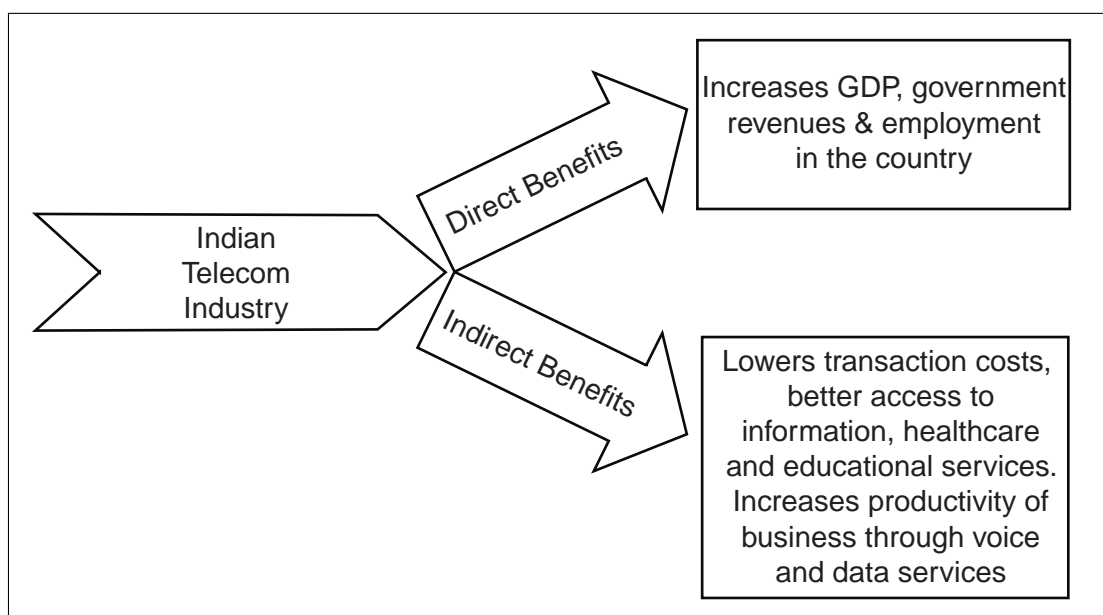 Indian
Telecom
Industry
Direct Benefits
Increases GDP, government
revenues & employment
in the country
Indirect Benefits
Lowers transaction costs,
better access to
information, healthcare
and educational services.
Increases productivity of
business through voice
and data services